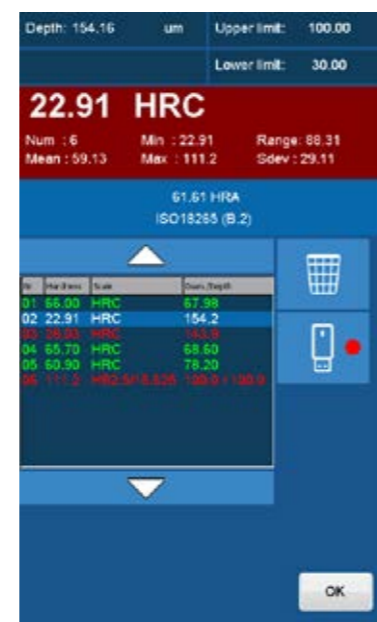 Depth: 154.16 um Upper limit: 100.00
Lower limit: 30.00
22.91 HRC
Num : 6 Min : 22.91 Range: 88.31
Mean : 59.13 Max : 111.2 Sdev : 29.11
61.61 HRA
ISO18265 (B.2)
Nr Hardness Scale Diam./Depth
01 66.00 HRC 67.98
02 22.91 HRC 154.2
03 HRC
04 65.70 HRC 68.60
05 60.90 HRC 78.20
06 111.2
OK